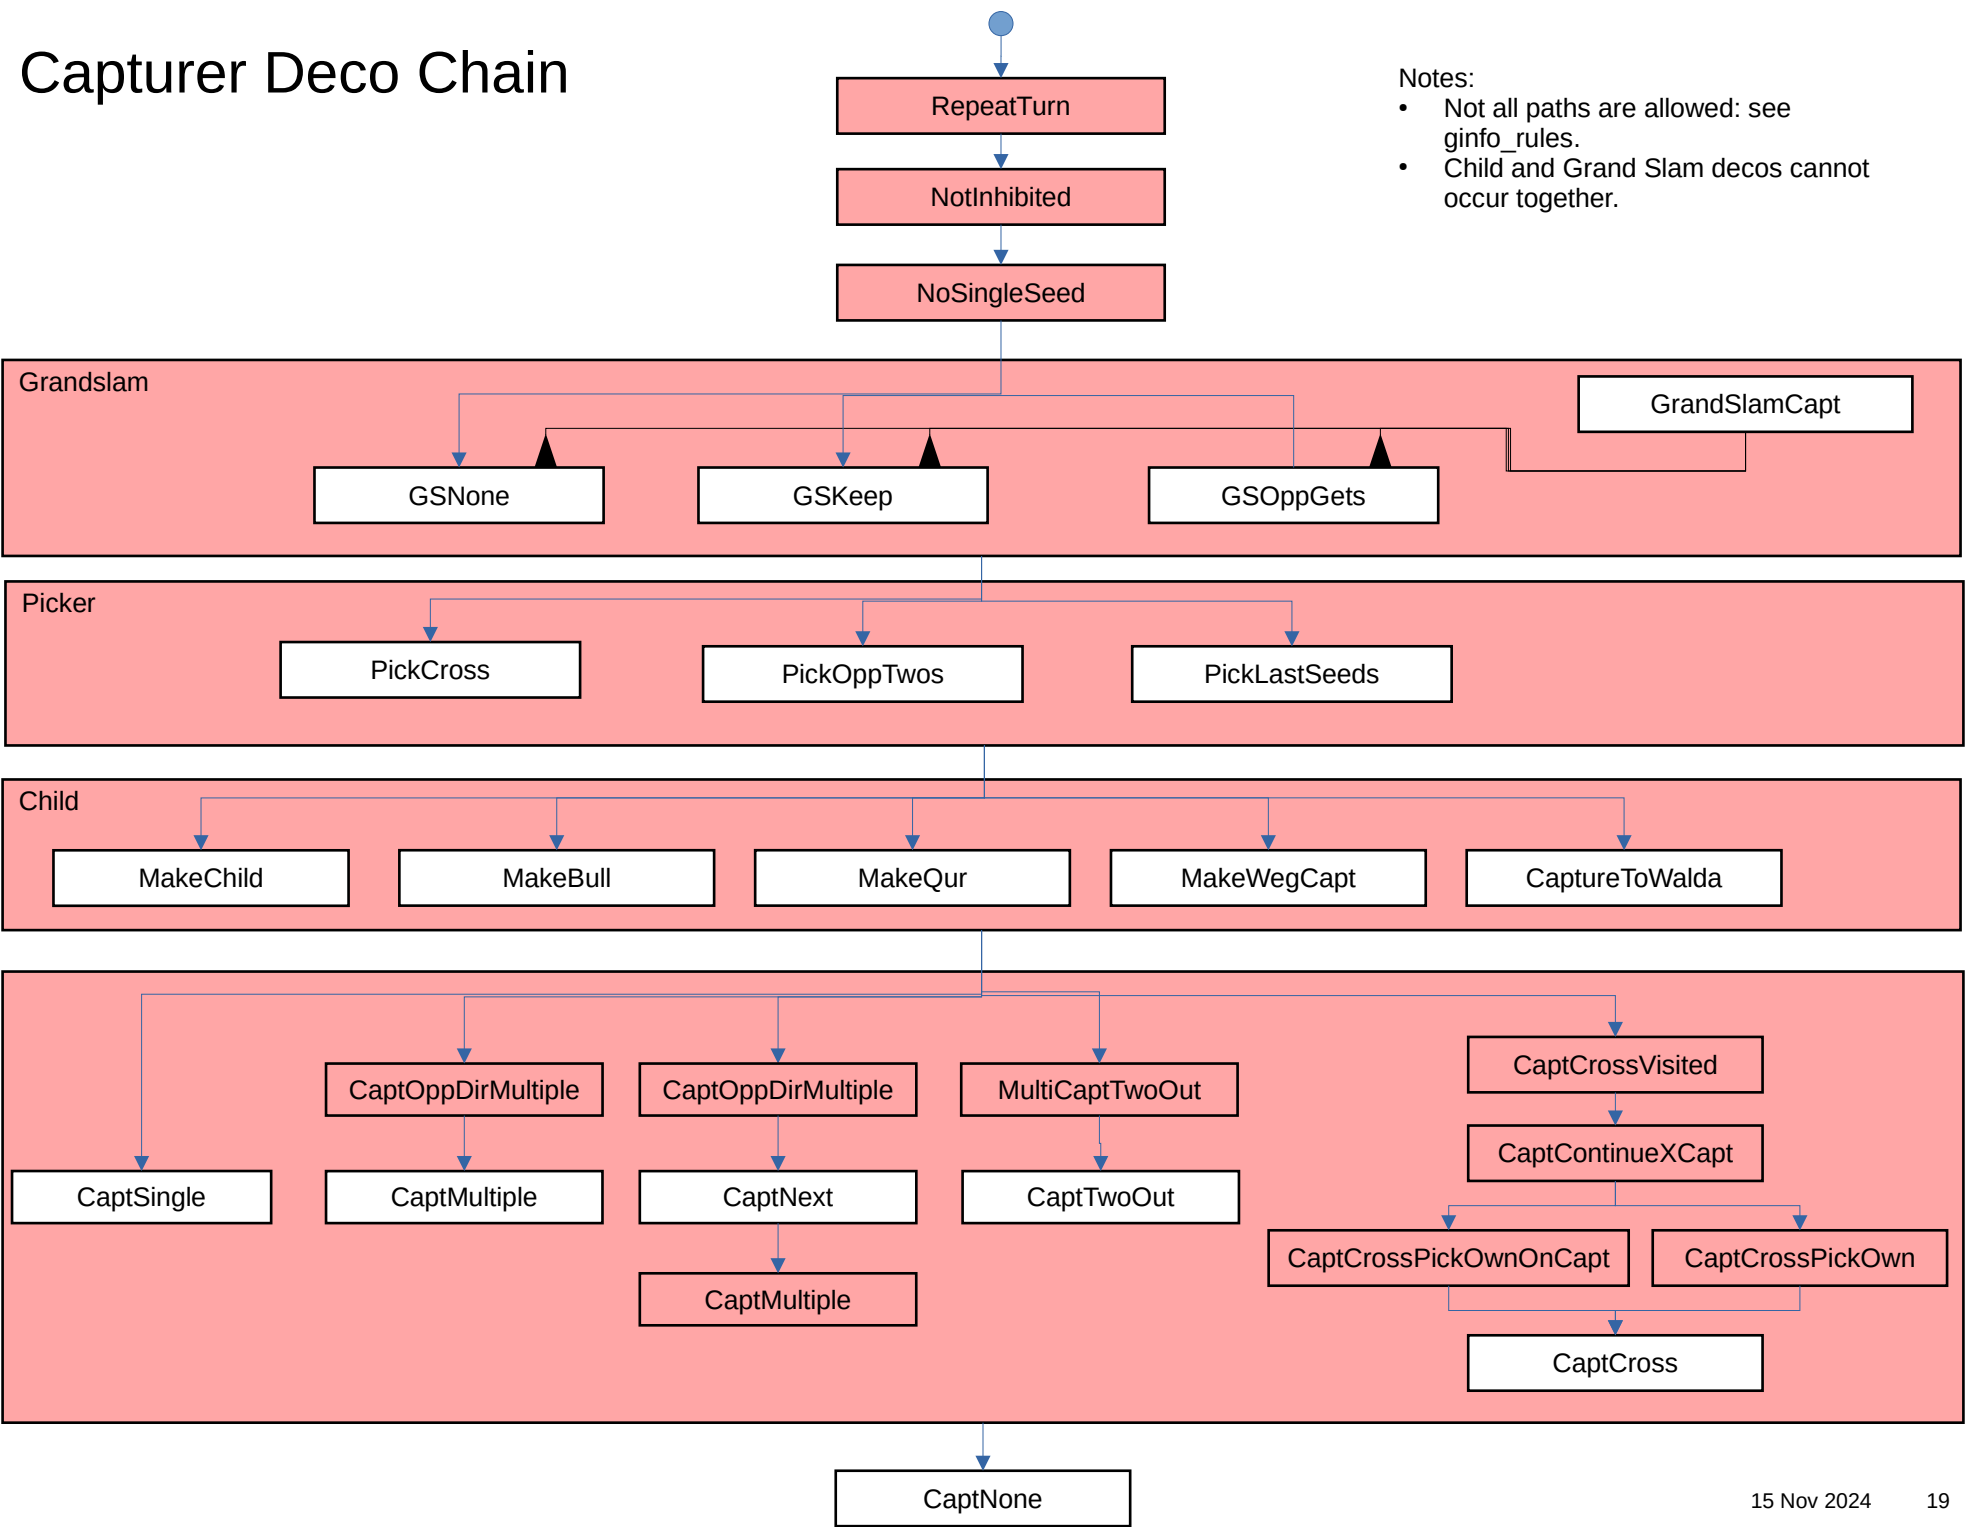 Capturer Deco Chain
Notes:
• Not all paths are allowed: see
ginfo_rules.
• Child and Grand Slam decos cannot
occur together.
RepeatTurn
NotInhibited
NoSingleSeed
Grandslam
GrandSlamCapt
GSNone
GSKeep
GSOppGets
Picker
PickCross
PickOppTwos
PickLastSeeds
Child
MakeChild
MakeBull
MakeQur
MakeWegCapt
CaptureToWalda
CaptOppDirMultiple
CaptOppDirMultiple
MultiCaptTwoOut
CaptCrossVisited
CaptContinueXCapt
CaptSingle
CaptMultiple
CaptNext
CaptTwoOut
CaptCrossPickOwnOnCapt
CaptCrossPickOwn
CaptMultiple
CaptCross
CaptNone
15 Nov 2024
19